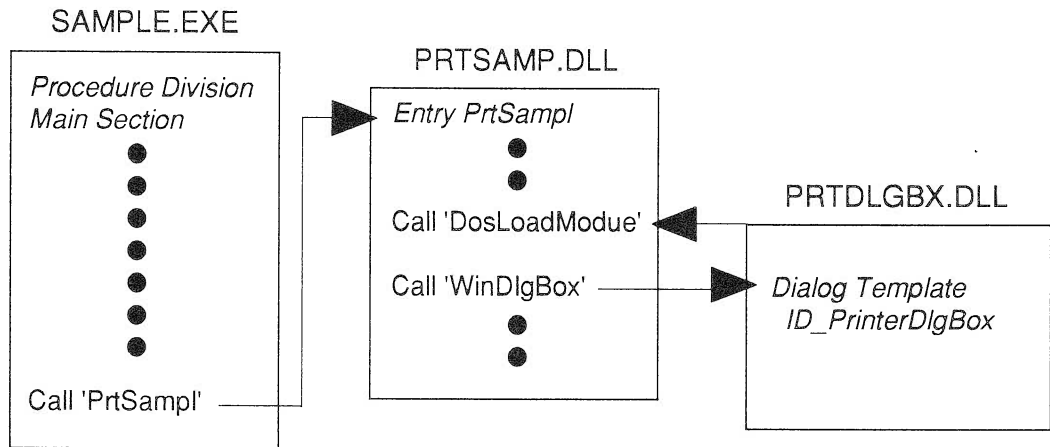 SAMPLE.EXE
Procedure Division
Main Section
Call 'PrtSampl'
PRTSAMP.DLL
Entry PrtSampl
Call 'DosLoadModue'
Call 'WinDlgBox'
PRTDLGBX.DLL
Dialog Template
ID_PrinterDlgBox